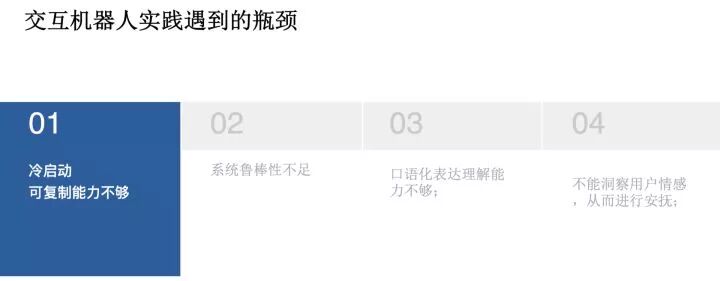 交互机器人实践遇到的瓶颈
01
冷启动
可复制能力不够
02
系统鲁棒性不足
03
口语化表达理解能
力不够;
04
不能洞察用户情感
，从而进行安抚;